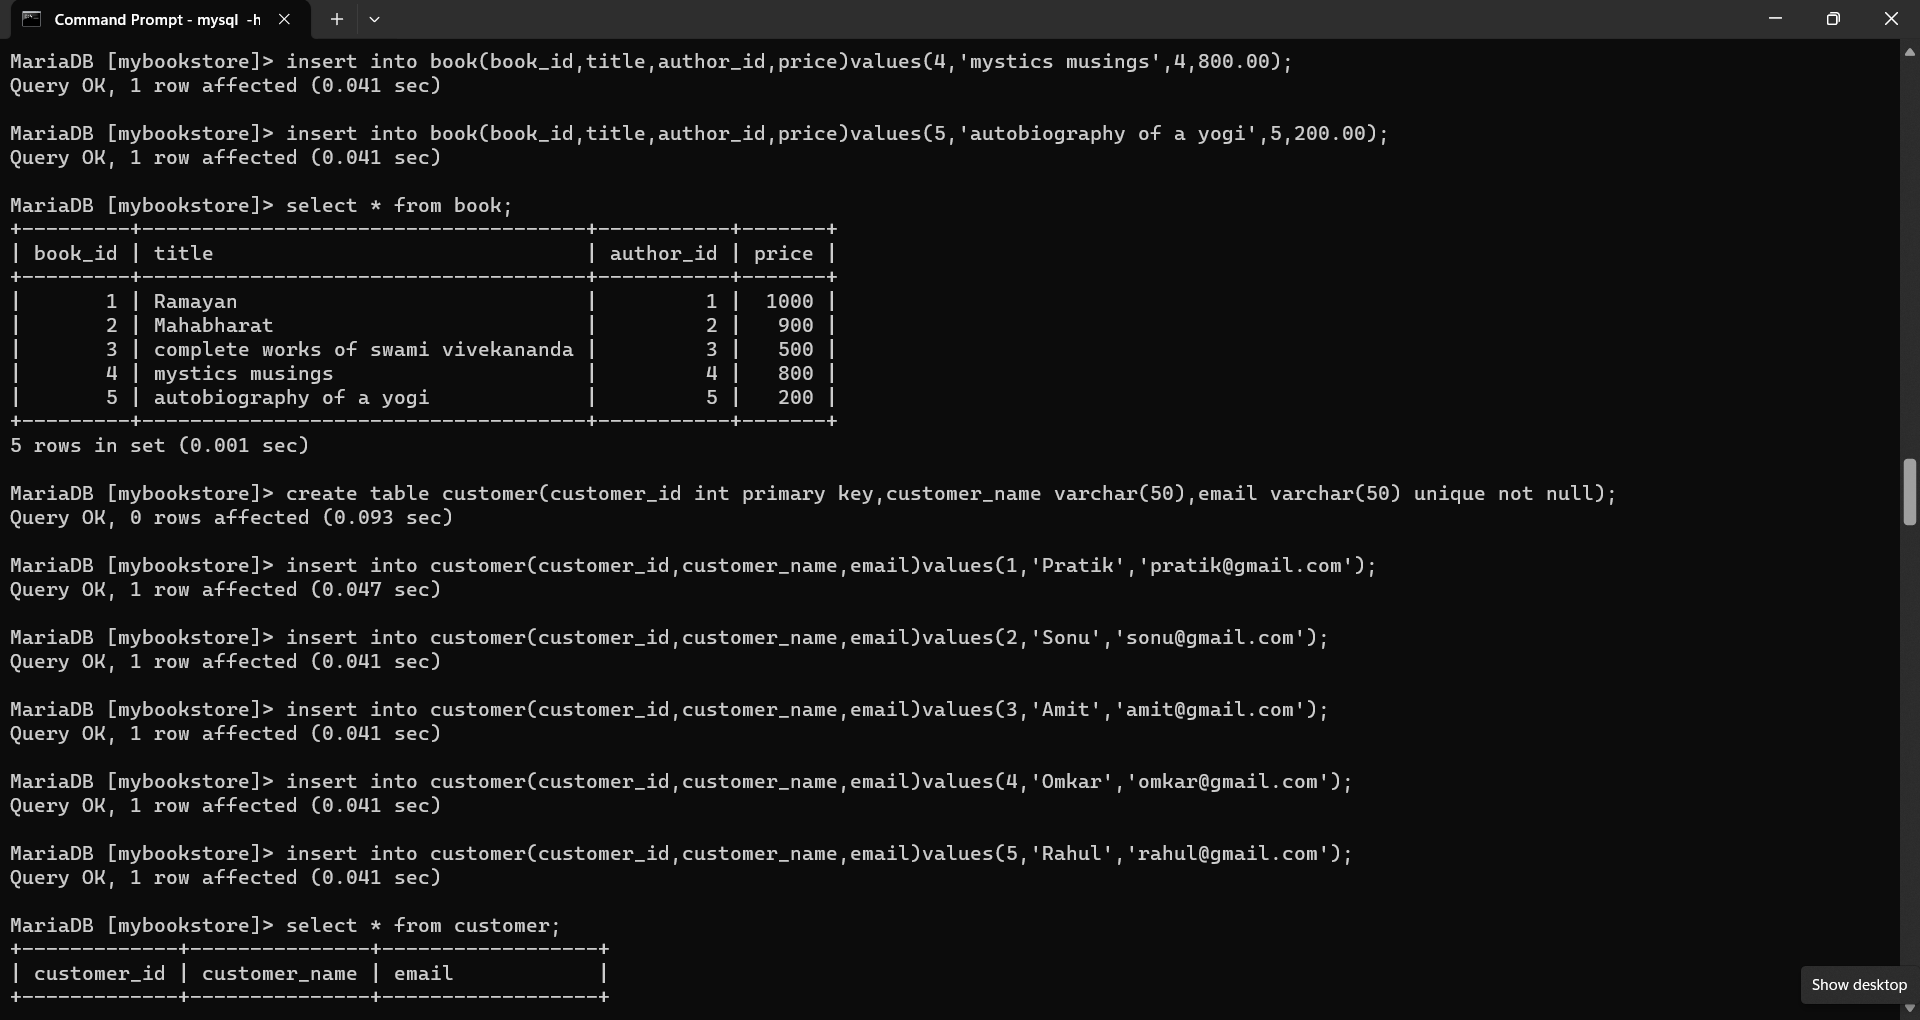 Command Prompt - mysql -h
MariaDB [mybookstore]> insert into book(book_id,title,author_id,price)values(4,'mystics musings',4,800.00);
Query OK, 1 row affected (0.041 sec)
MariaDB [mybookstore]> insert into book(book_id,title,author_id,price)values(5,'autobiography of a yogi',5,200.00);
Query OK, 1 row affected (0.041 sec)
MariaDB [mybookstore]> select * from book;
+---------+-------------------------------------+-----------+-------+
| book_id | title                               | author_id | price |
+---------+-------------------------------------+-----------+-------+
|       1 | Ramayan                             |         1 |  1000 |
|       2 | Mahabharat                          |         2 |   900 |
|       3 | complete works of swami vivekananda |         3 |   500 |
|       4 | mystics musings                     |         4 |   800 |
|       5 | autobiography of a yogi             |         5 |   200 |
+---------+-------------------------------------+-----------+-------+
5 rows in set (0.001 sec)
MariaDB [mybookstore]> create table customer(customer_id int primary key,customer_name varchar(50),email varchar(50) unique not null);
Query OK, 0 rows affected (0.093 sec)
MariaDB [mybookstore]> insert into customer(customer_id,customer_name,email)values(1,'Pratik','pratik@gmail.com');
Query OK, 1 row affected (0.047 sec)
MariaDB [mybookstore]> insert into customer(customer_id,customer_name,email)values(2,'Sonu','sonu@gmail.com');
Query OK, 1 row affected (0.041 sec)
MariaDB [mybookstore]> insert into customer(customer_id,customer_name,email)values(3,'Amit','amit@gmail.com');
Query OK, 1 row affected (0.041 sec)
MariaDB [mybookstore]> insert into customer(customer_id,customer_name,email)values(4,'Omkar','omkar@gmail.com');
Query OK, 1 row affected (0.041 sec)
MariaDB [mybookstore]> insert into customer(customer_id,customer_name,email)values(5,'Rahul','rahul@gmail.com');
Query OK, 1 row affected (0.041 sec)
MariaDB [mybookstore]> select * from customer;
+-------------+---------------+------------------+
| customer_id | customer_name | email            |
+-------------+---------------+------------------+
Show desktop